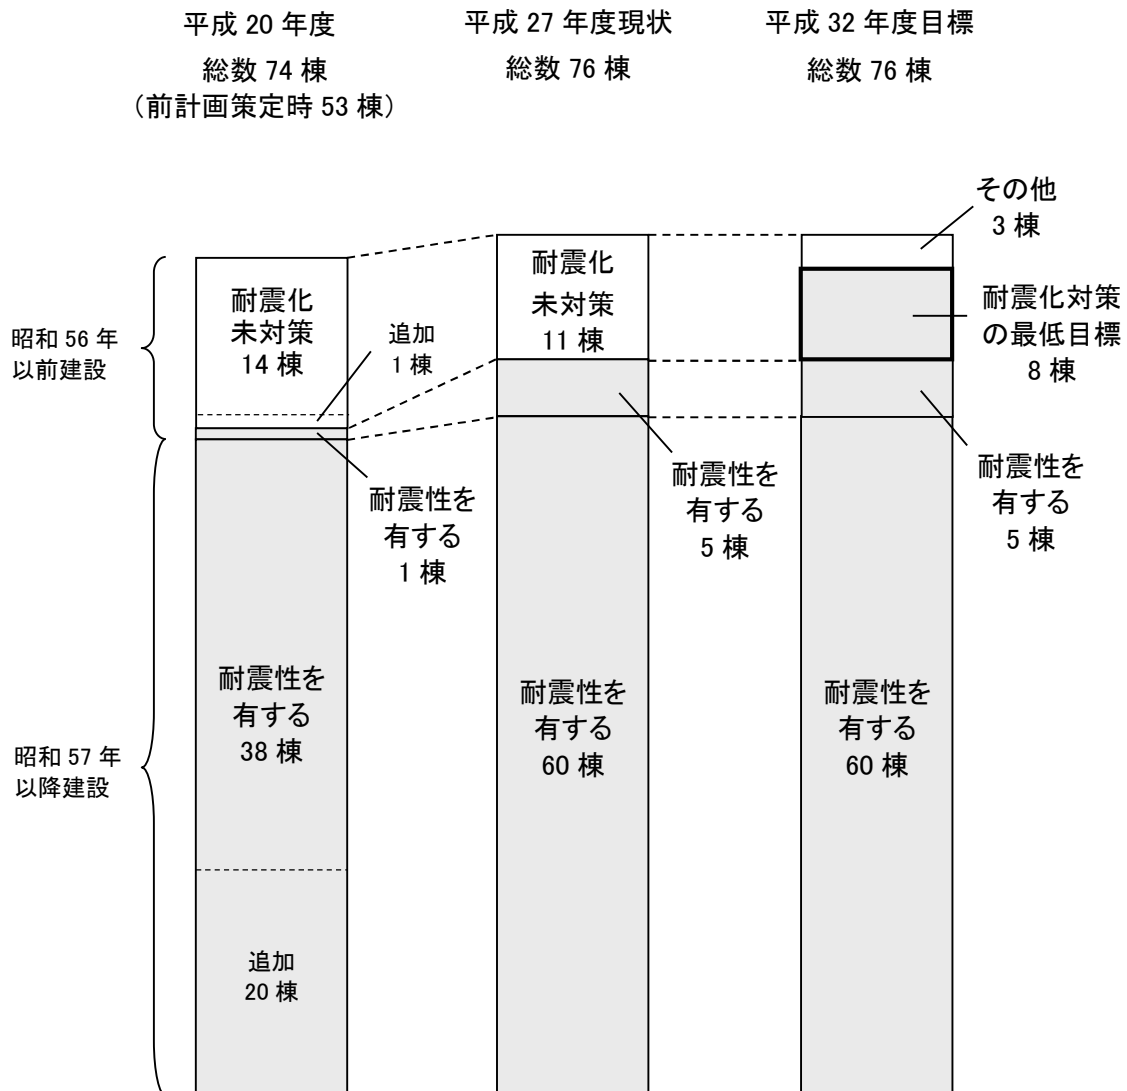 平成 20 年度
総数 74 棟
（前計画策定時 53 棟）
平成 27 年度現状
総数 76 棟
平成 32 年度目標
総数 76 棟
昭和 56 年
以前建設
昭和 57 年
以降建設
耐震化
未対策
14 棟
追加
1 棟
耐震性を
有する
1 棟
耐震性を
有する
38 棟
追加
20 棟
耐震化
未対策
11 棟
耐震性を
有する
5 棟
耐震性を
有する
60 棟
その他
3 棟
耐震化対策
の最低目標
8 棟
耐震性を
有する
5 棟
耐震性を
有する
60 棟